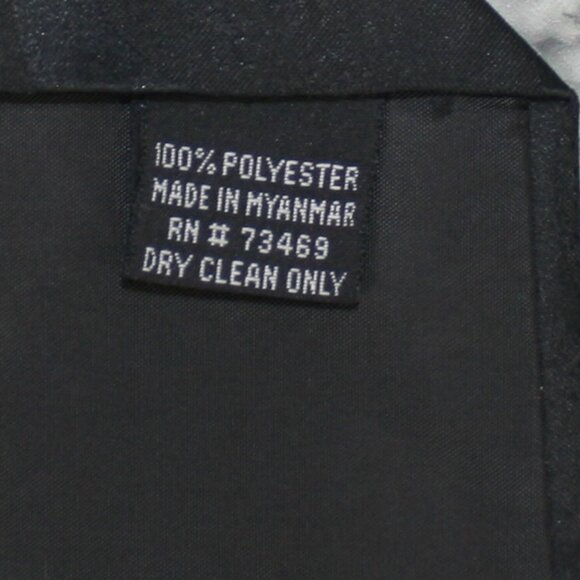 100% POLYESTER
MADE IN MYANMAR
RN # 73469
DRY CLEAN ONLY